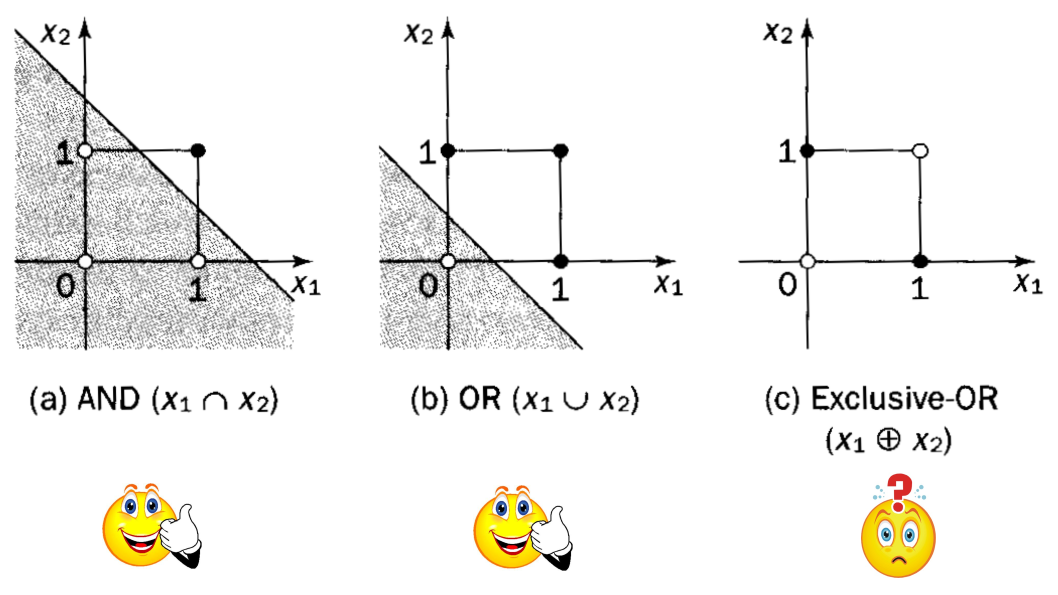 x₂
1
0
1
x₁
(a) AND (x₁ ∩ x₂)
x₂
1
0
1
x₁
(b) OR (x₁ ∪ x₂)
x₂
1
0
1
x₁
(c) Exclusive-OR
(x₁ ⊕ x₂)
?